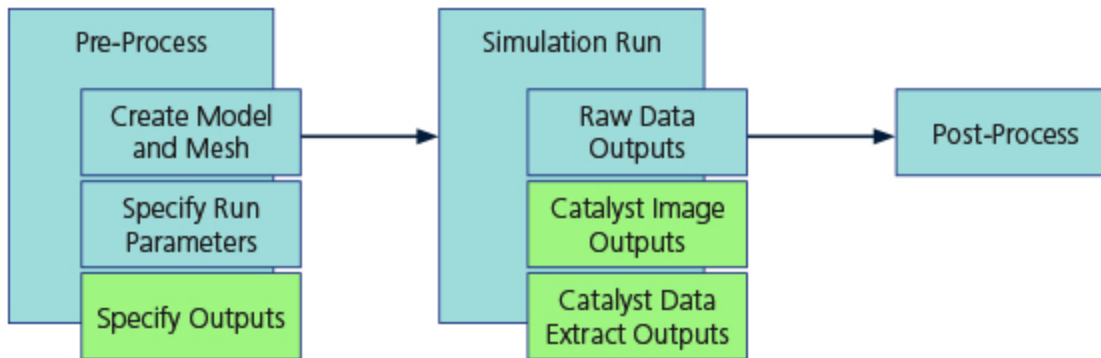 Pre-Process
Create Model
and Mesh
Specify Run
Parameters
Specify Outputs
Simulation Run
Raw Data
Outputs
Catalyst Image
Outputs
Catalyst Data
Extract Outputs
Post-Process